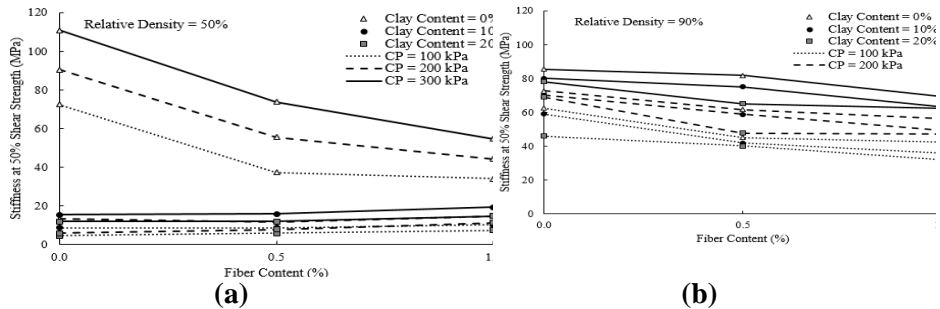 Relative Density = 50%
Clay Content = 0%
Clay Content = 10
Clay Content = 20
CP = 100 kPa
CP = 200 kPa
CP = 300 kPa
Stiffness at 50% Shear Strength (MPa)
120
100
80
60
40
20
0
0.0
0.5
1.
Fiber Content (%)
(a)
Relative Density = 90%
Clay Content = 0%
Clay Content = 10%
Clay Content = 20%
CP = 100 kPa
CP = 200 kPa
Stiffness at 50% Shear Strength (MPa)
120
100
80
60
40
20
0
0.0
0.5
1
Fiber Content (%)
(b)